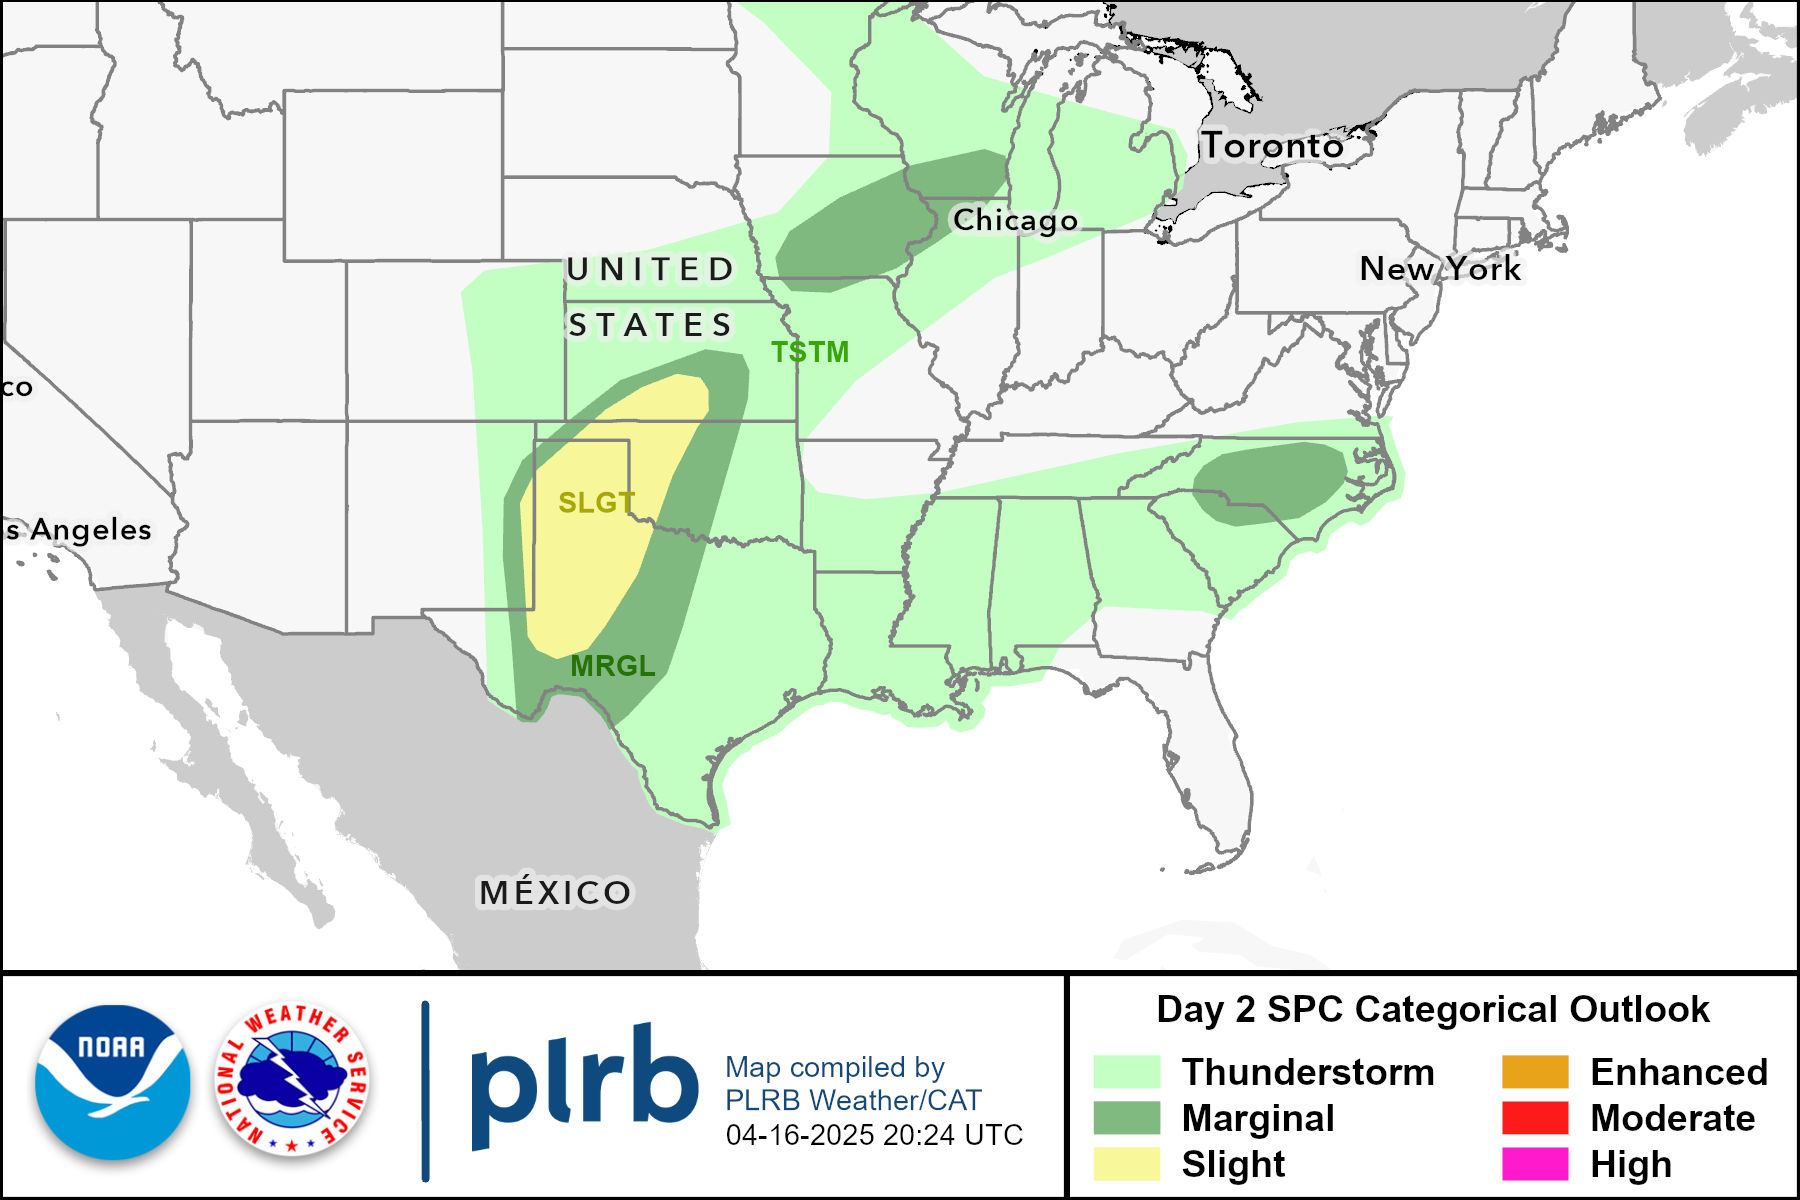 Toronto
Chicago
UNITED
New York
STATES
TSTM
co
SLGT
s Angeles
MRGL
MÉXICO
NOAA
NATIONAL WEATHER SERVICE
plrb
Map compiled by
PLRB Weather/CAT
04-16-2025 20:24 UTC
Day 2 SPC Categorical Outlook
Thunderstorm
Marginal
Slight
Enhanced
Moderate
High